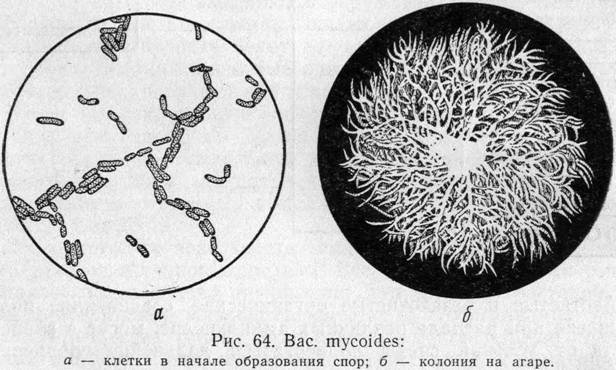 а б
Рис. 64. Bac. mycoides:
а — клетки в начале образования спор; б — колония на агаре.